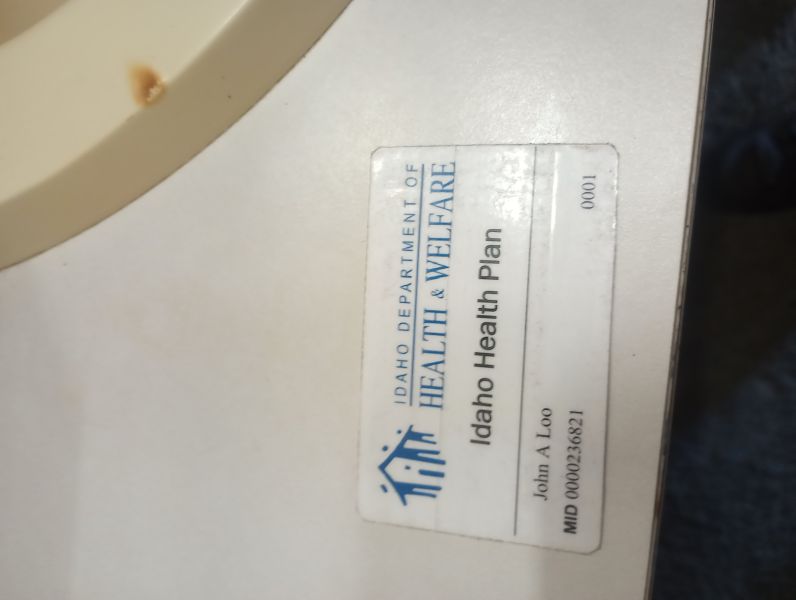 IDAHO DEPARTMENT OF
HEALTH & WELFARE
Idaho Health Plan
John A Loo
MID 0000236821
0001